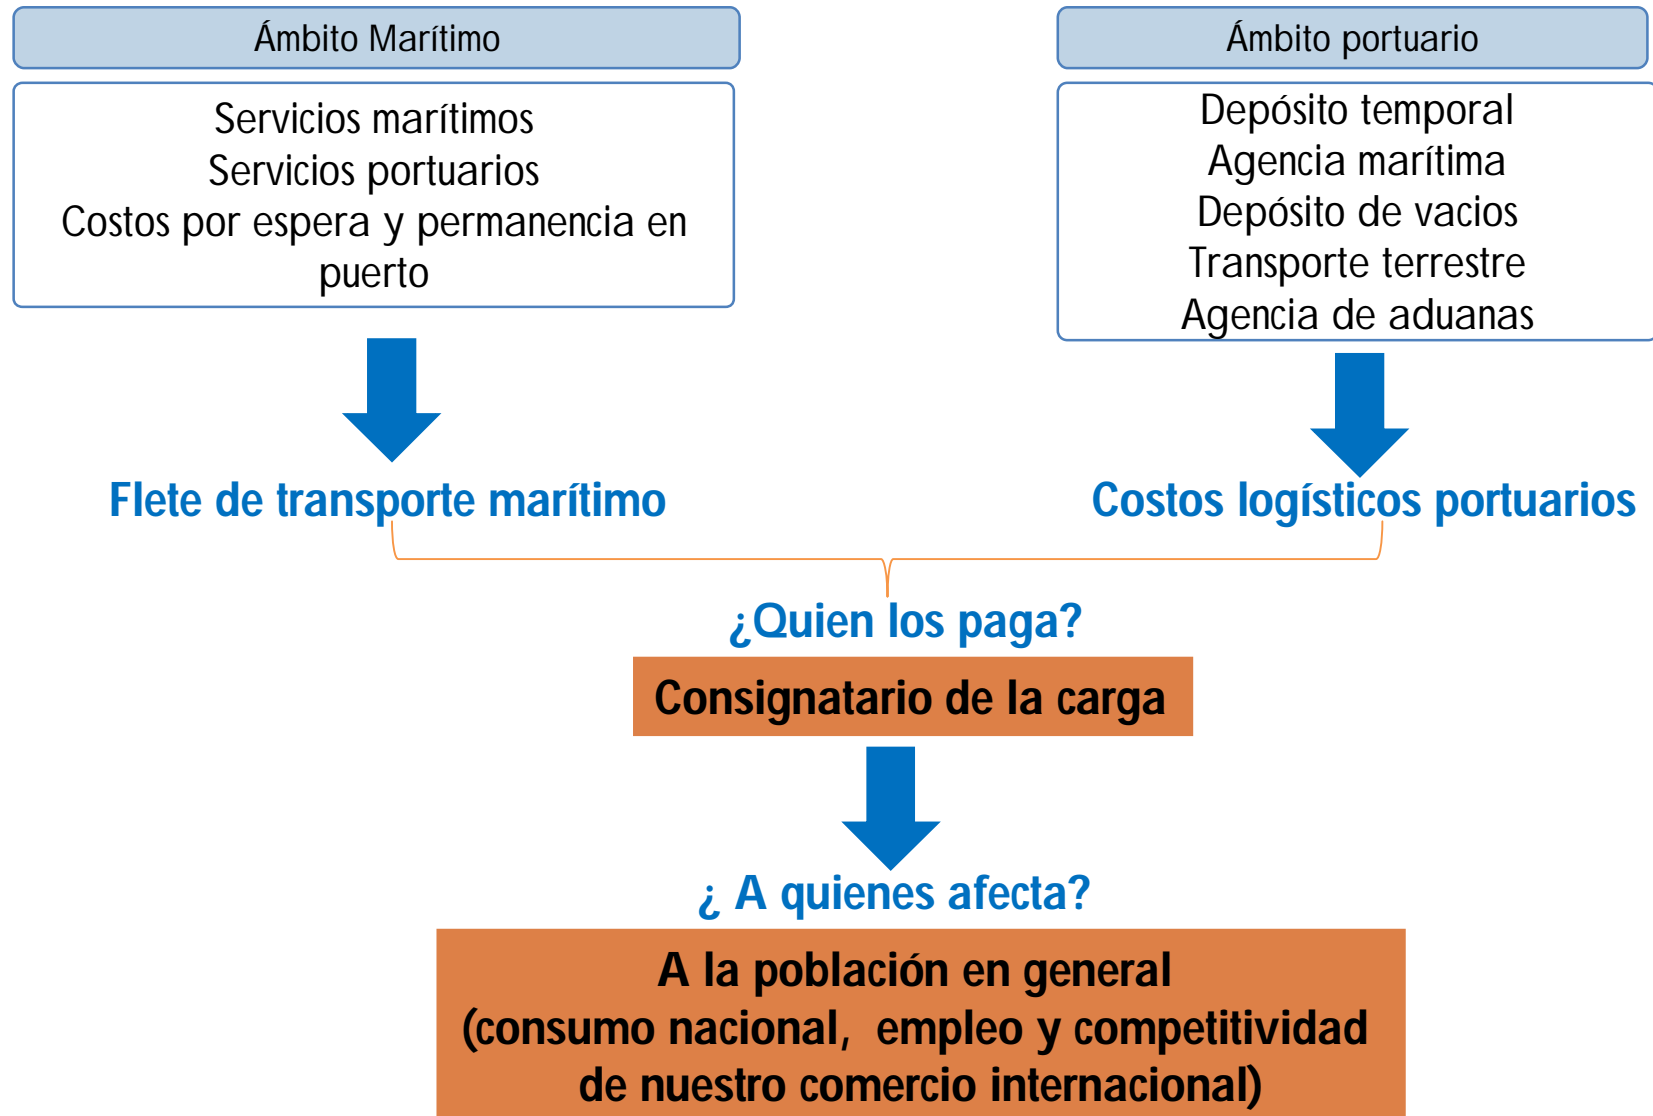 Ámbito Marítimo
Servicios marítimos
Servicios portuarios
Costos por espera y permanencia en
puerto
Ámbito portuario
Depósito temporal
Agencia marítima
Depósito de vacios
Transporte terrestre
Agencia de aduanas
Flete de transporte marítimo
Costos logísticos portuarios
¿Quien los paga?
Consignatario de la carga
¿ A quienes afecta?
A la población en general
(consumo nacional, empleo y competitividad
de nuestro comercio internacional)